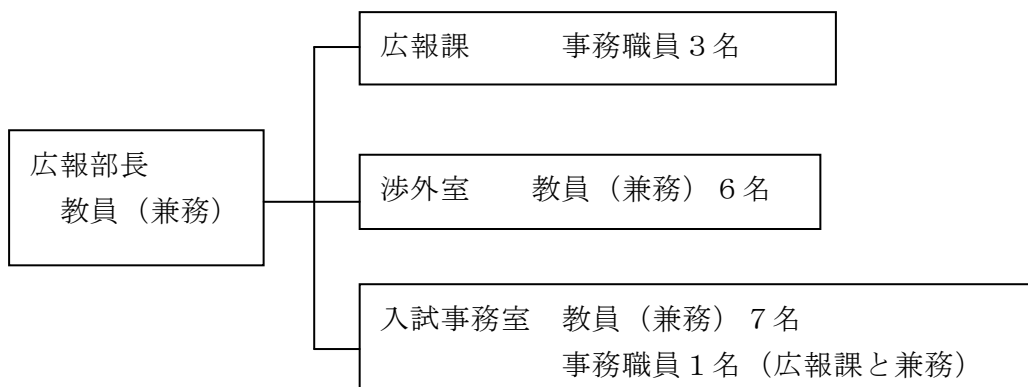 広報課　　　事務職員３名
広報部長
教員（兼務）
渉外室　　教員（兼務）６名
入試事務室　教員（兼務）７名
事務職員１名（広報課と兼務）